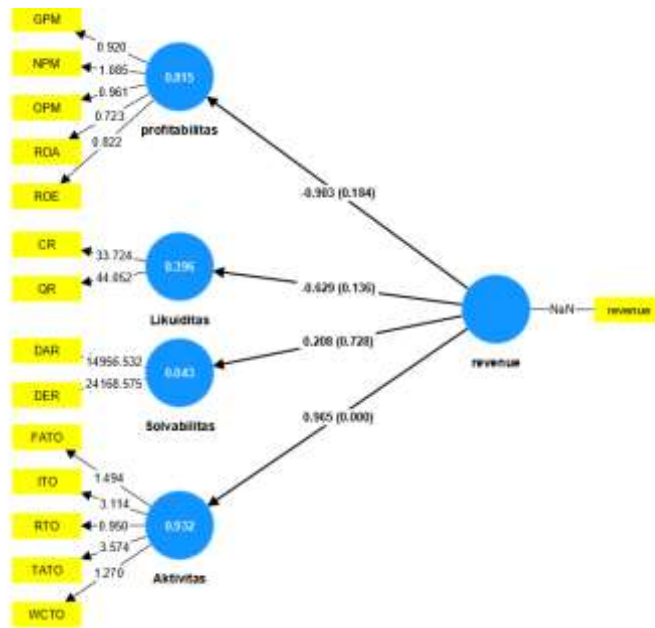 GPM
0.920
NPM
1.085
0.815
OPM
0.961
0.723
ROA
0.822
profitabilitas
ROE
-0.903 (0.184)
CR
33.724
0.396
QR
44.052
-0.629 (0.136)
Likuiditas
NaN
revenue
DAR
14956.532
0.208 (0.728)
0.043
revenue
DER
24168.575
Solvabilitas
0.965 (0.000)
FATO
1.494
ITO
3.114
RTO
0.950
0.932
3.574
TATO
1.270
Aktivitas
WCTO